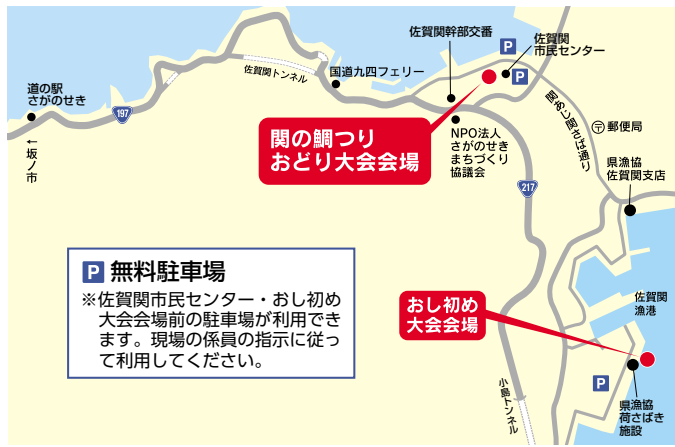 佐賀関幹部交番
佐賀関
市民センター
P
P
佐賀関トンネル
国道九四フェリー
道の駅
さがのせき
197
←坂ノ市
関の鯛つり
おどり大会会場
NPO法人
さがのせき
まちづくり
協議会
関あじ関さば通り
〒郵便局
県漁協
佐賀関支店
217
P 無料駐車場
※佐賀関市民センター・おし初め
大会会場前の駐車場が利用でき
ます。現場の係員の指示に従っ
て利用してください。
おし初め
大会会場
佐賀関
漁港
小島トンネル
P
県漁協
荷さばき
施設